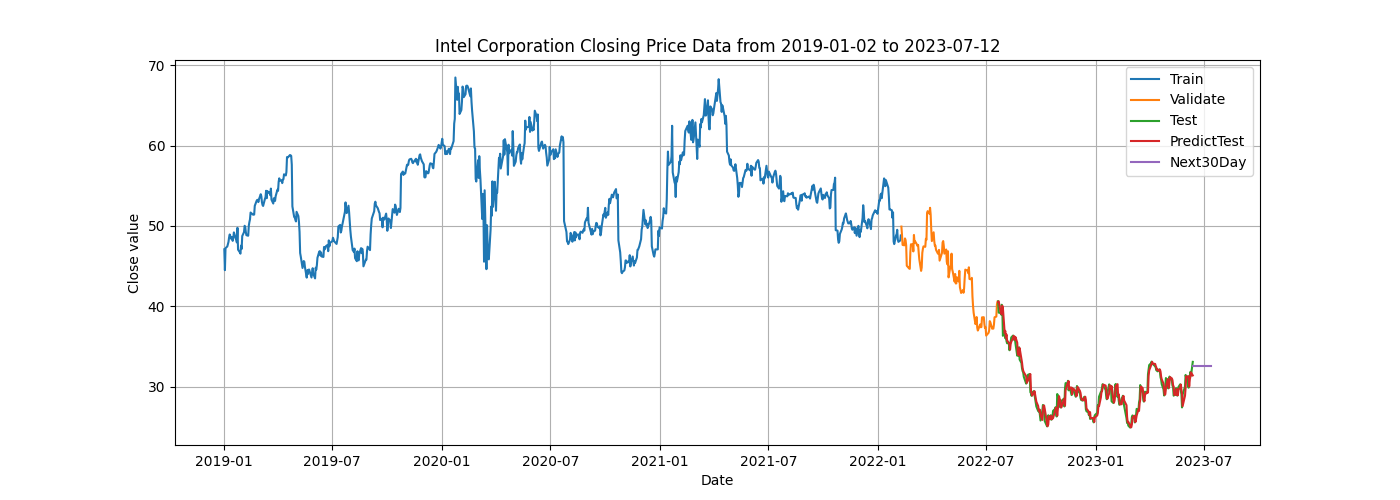 Intel Corporation Closing Price Data from 2019-01-02 to 2023-07-12
Train
Validate
Test
PredictTest
Next30Day
Close value
70
60
50
40
30
2019-01 2019-07 2020-01 2020-07 2021-01 2021-07 2022-01 2022-07 2023-01 2023-07
Date